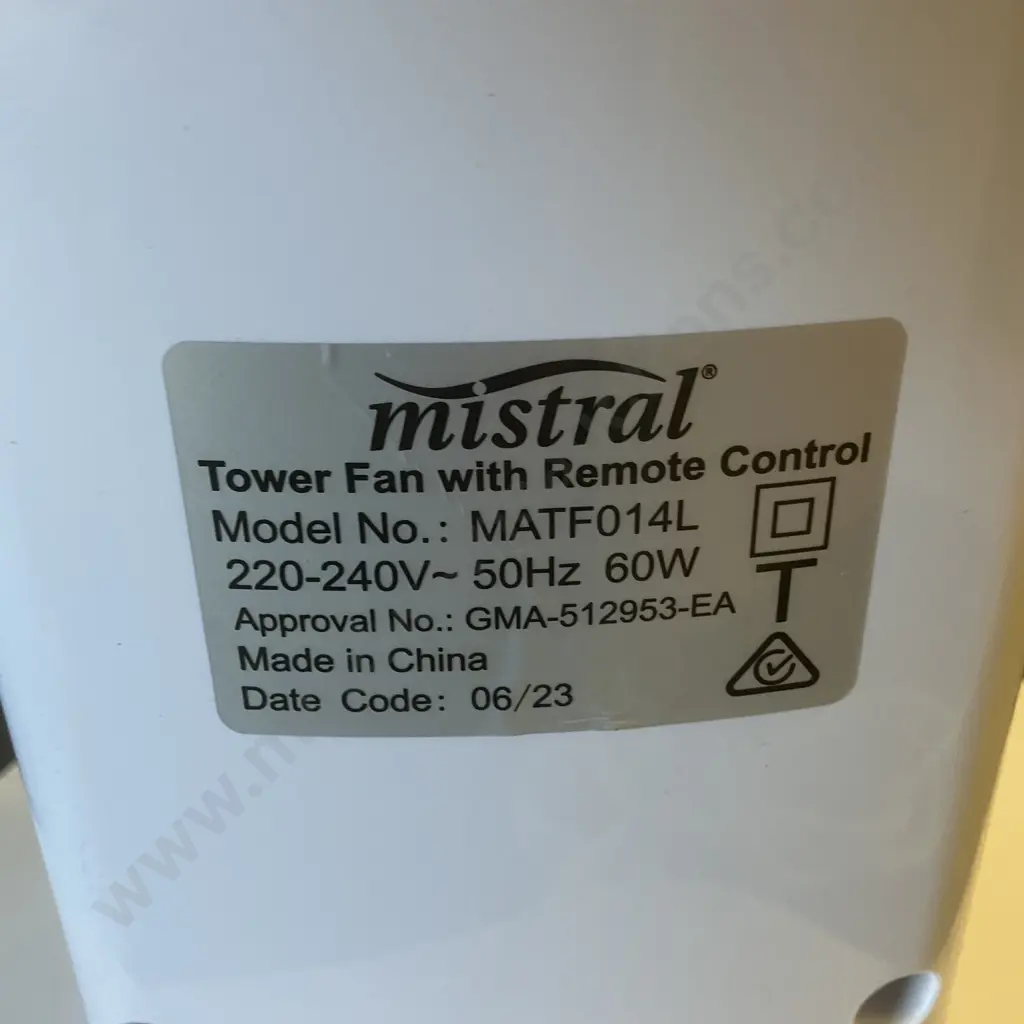 mistral®
Tower Fan with Remote Control
Model No.: MATF014L
220-240V~ 50Hz 60W
T
Approval No.: GMA-512953-EA
Made in China
Date Code: 06/23